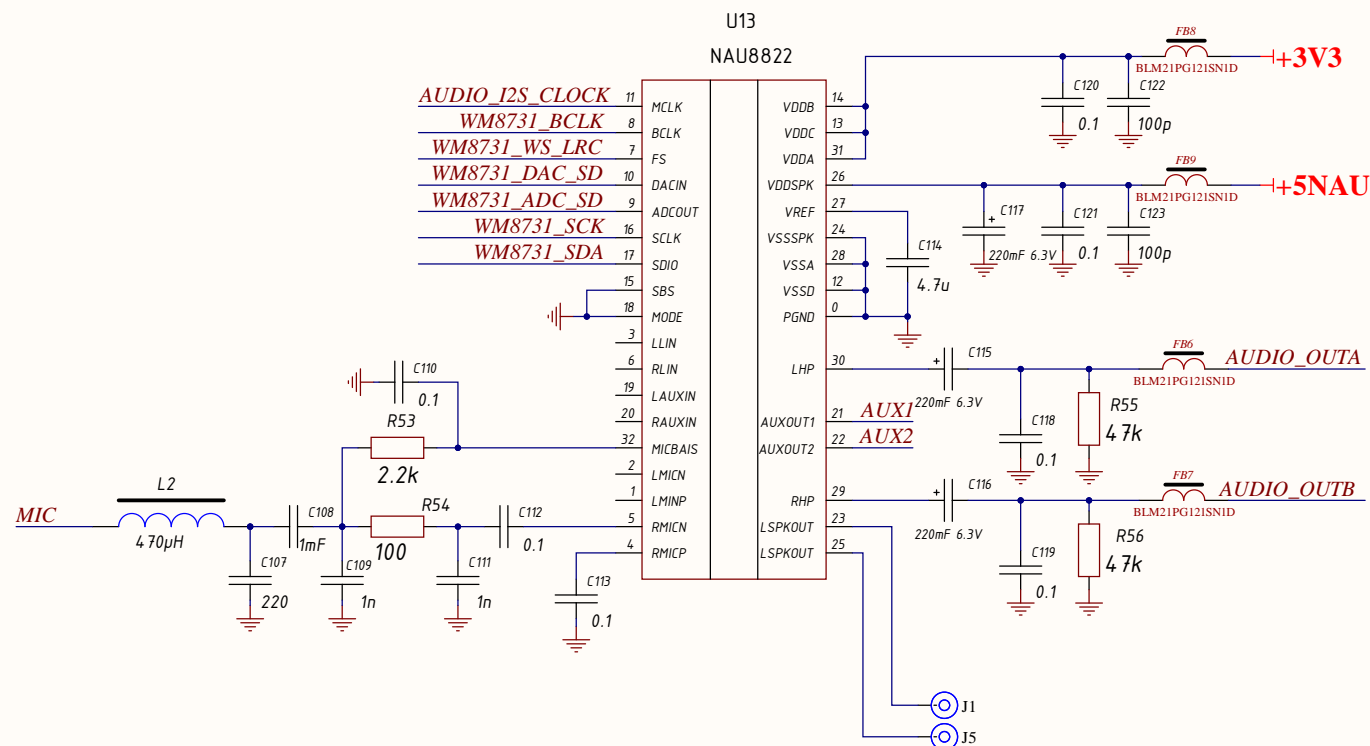 U13
NAU8822
AUDIO_I2S_CLOCK 11 MCLK
WM8731_BCLK 8 BCLK
WM8731_WS_LRC 7 FS
WM8731_DAC_SD 10 DACIN
WM8731_ADC_SD 9 ADCOUT
WM8731_SCK 16 SCLK
WM8731_SDA 17 SDIO
15 SBS
18 MODE
3 LLIN
6 RLIN
19 LAUXIN
20 RAUXIN
32 MICBAIS
2 LMICN
1 LMINP
5 RMICN
4 RMICP
VDDB 14
VDDC 13
VDDA 31
VDDSPK 26
VREF 27
VSSSPK 24
VSSA 28
VSSD 12
PGND 0
LHP 30
AUXOUT1 21 AUX1
AUXOUT2 22 AUX2
RHP 29
LSPKOUT 23
LSPKOUT 25
FB8
BLM21PG121SN1D
+3V3
C120
0.1
C122
100p
FB9
BLM21PG121SN1D
+5NAU
+
C117
220mF 6.3V
C121
0.1
C123
100p
C114
4.7u
+
C115
220mF 6.3V
C118
0.1
R55
47k
FB6
BLM21PG121SN1D
AUDIO_OUTA
+
C116
220mF 6.3V
C119
0.1
R56
47k
FB7
BLM21PG121SN1D
AUDIO_OUTB
C110
0.1
R53
2.2k
MIC
L2
470µH
C107
220
C108
1mF
C109
1n
R54
100
C111
1n
C112
0.1
C113
0.1
J1
J5